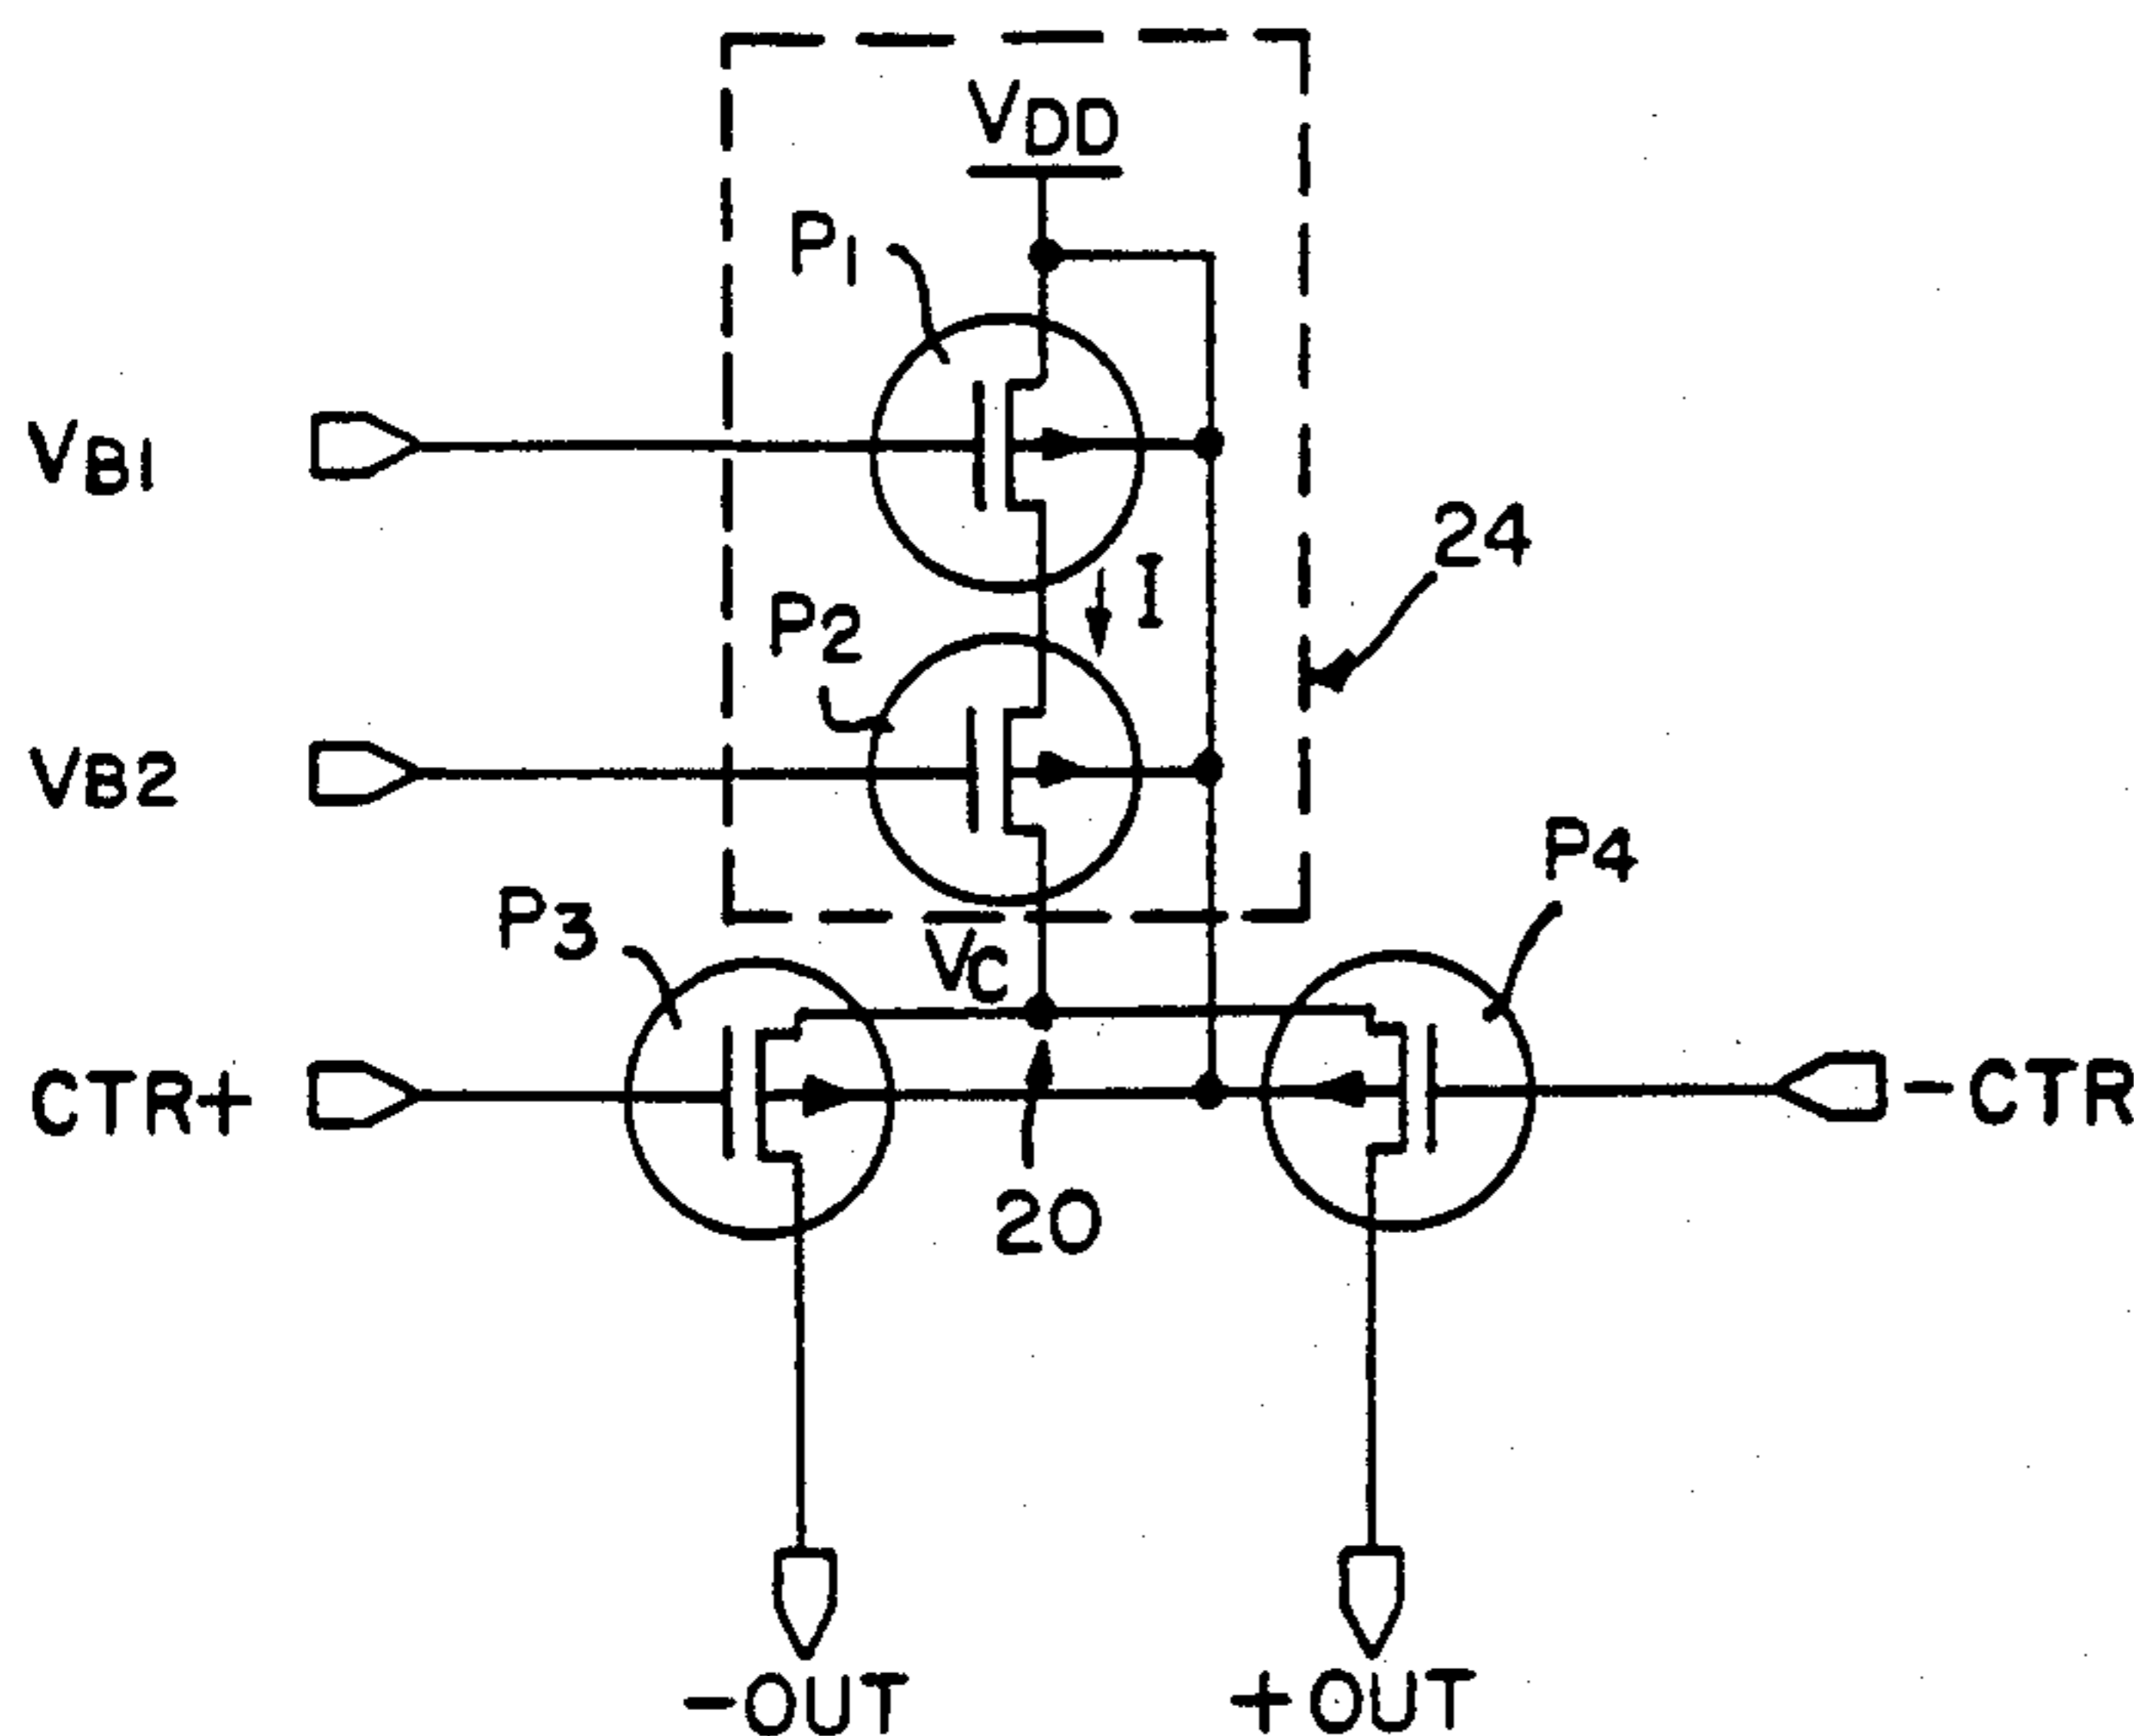 VDD
P1
VB1
24
I
P2
VB2
P4
P3
VC
CTR+
-CTR
20
-OUT
+OUT